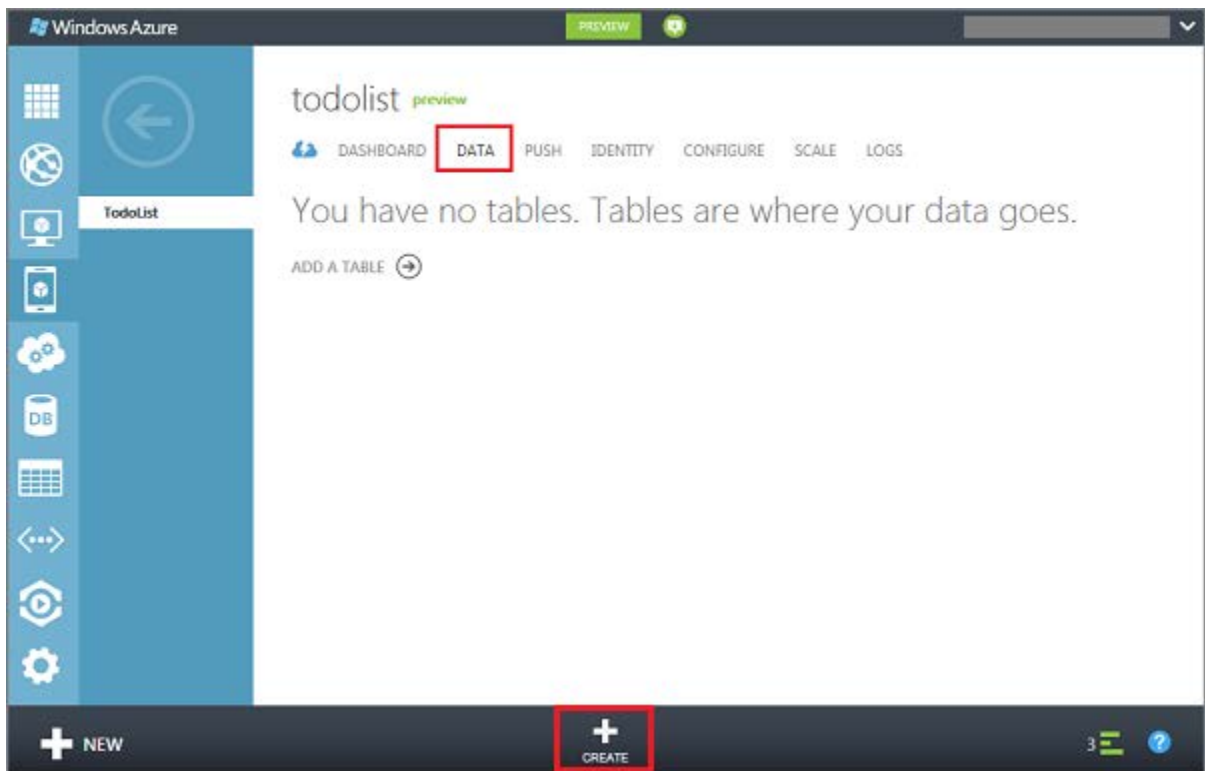 Windows Azure
PREVIEW
todolist preview
DASHBOARD DATA PUSH IDENTITY CONFIGURE SCALE LOGS
TodoList
You have no tables. Tables are where your data goes.
ADD A TABLE
DB
NEW
CREATE
3
?